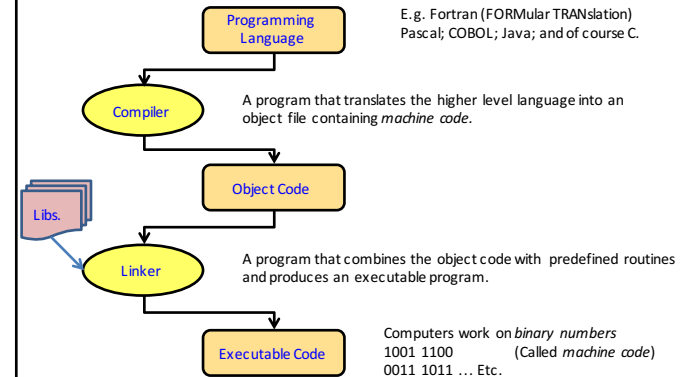 Programming
Language
E.g. Fortran (FORMular TRANslation)
Pascal; COBOL; Java; and of course C.
Compiler
A program that translates the higher level language into an
object file containing machine code.
Object Code
Libs.
Linker
A program that combines the object code with predefined routines
and produces an executable program.
Executable Code
Computers work on binary numbers
1001 1100 (Called machine code)
0011 1011 ... Etc.